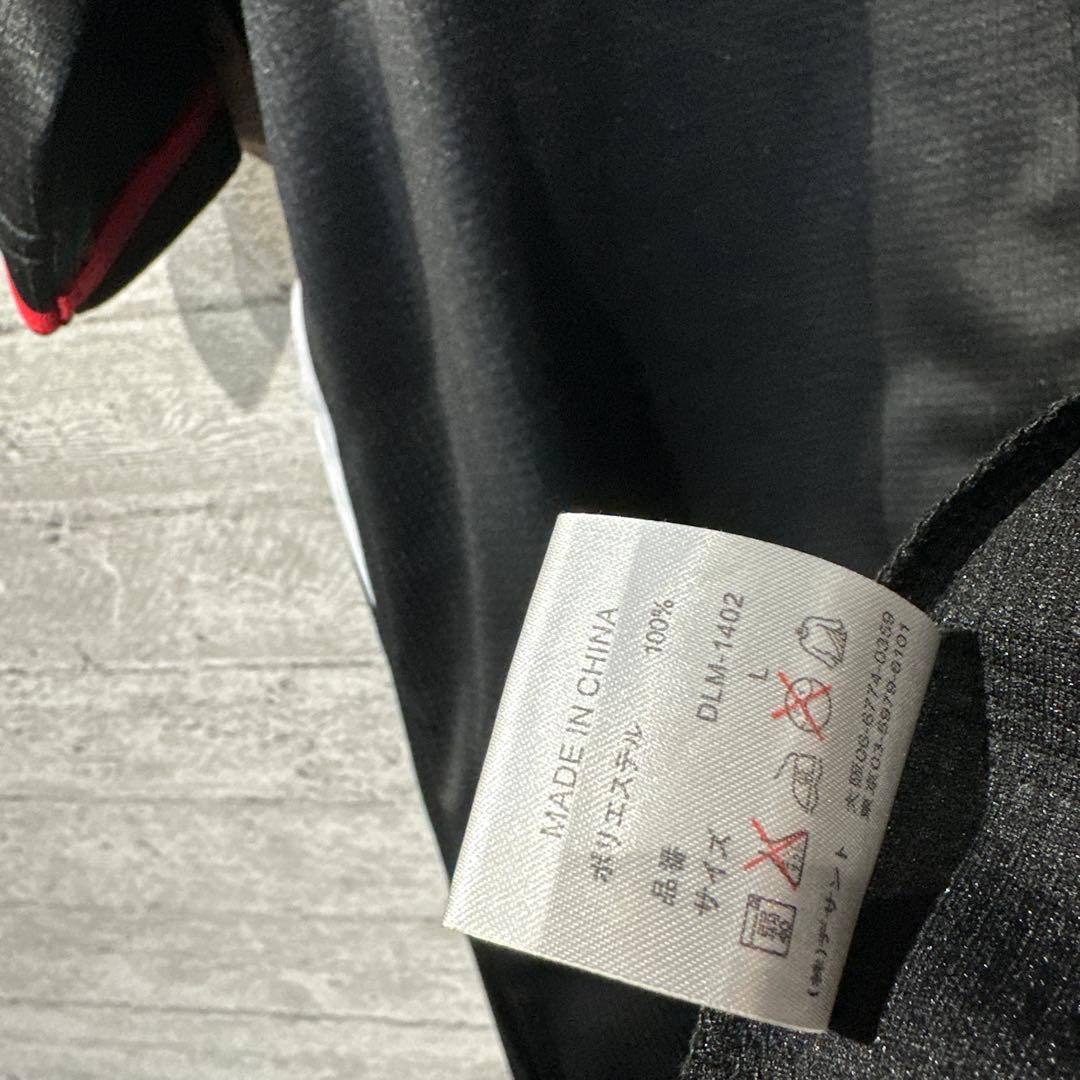 MADE IN CHINA
ポリエステル 100%
品番 DLM-1402
サイズ L
(株)デサント
大阪06-6774-0359
東京03-5979-6101